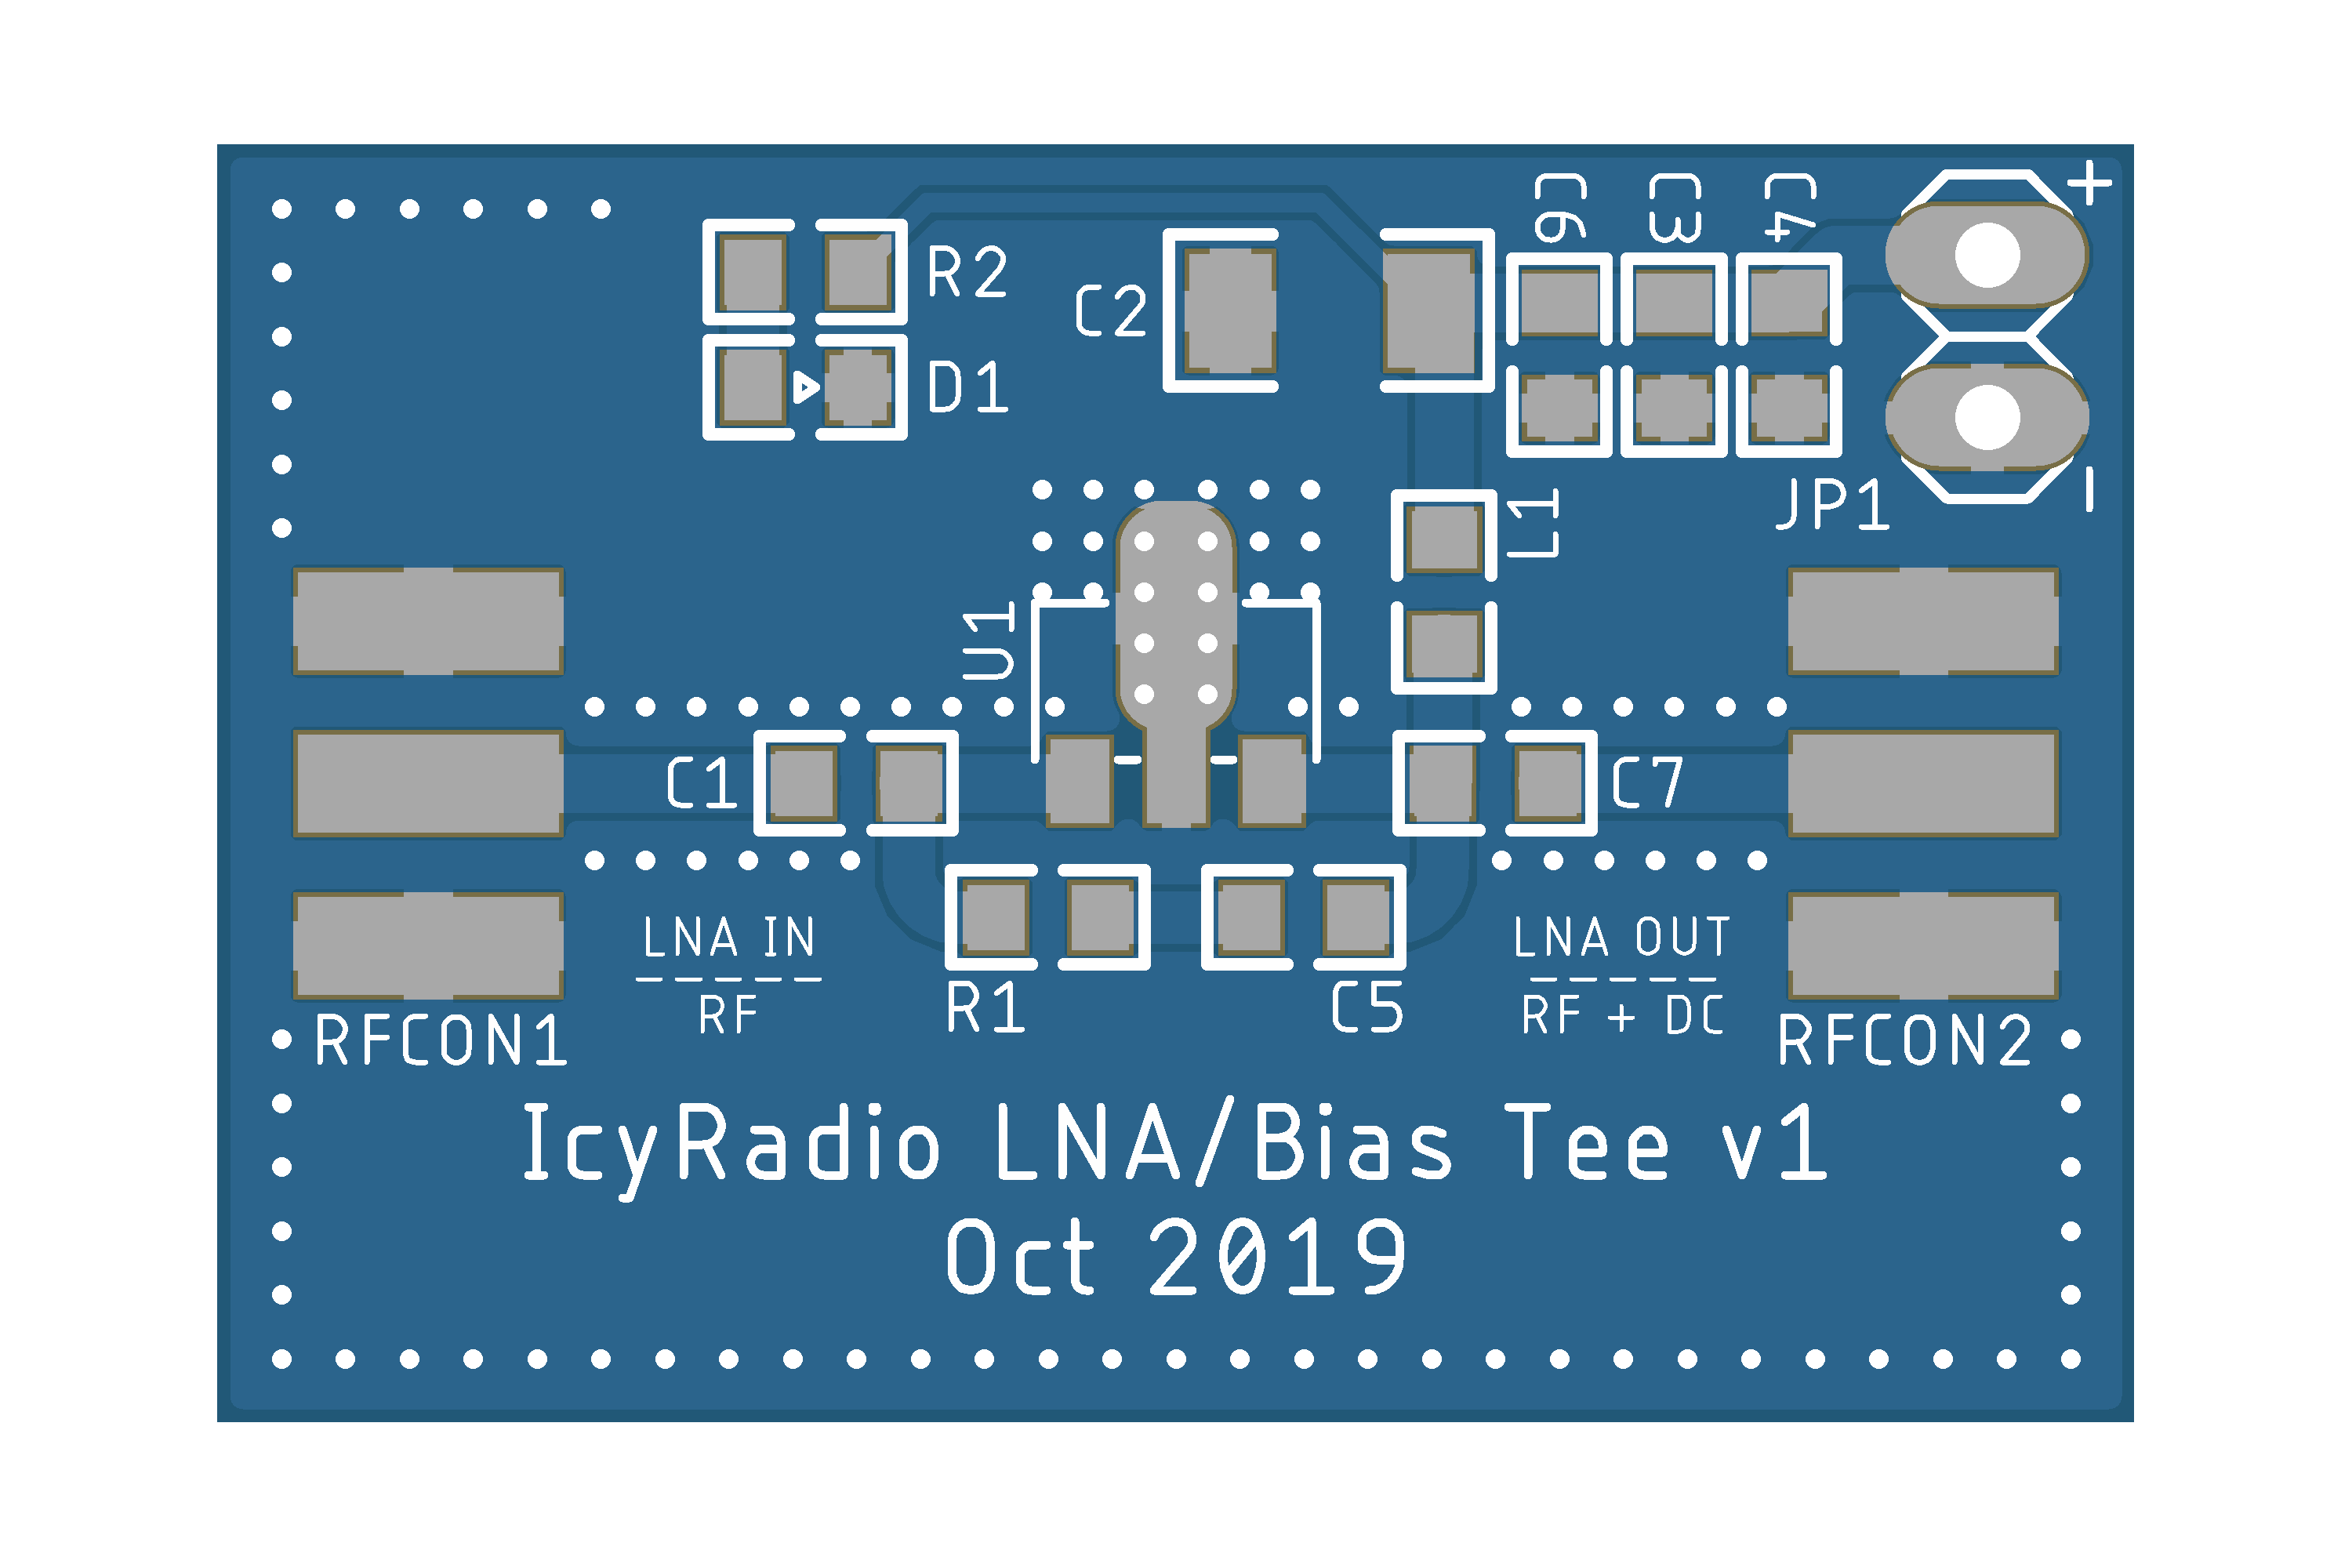 +
C6
C3
C4
R2
C2
D1
JP1
-
L1
U1
C1
C7
LNA IN
-----
RF
LNA OUT
-----
RF + DC
R1
C5
RFCON1
RFCON2
IcyRadio LNA/Bias Tee v1
Oct 2019